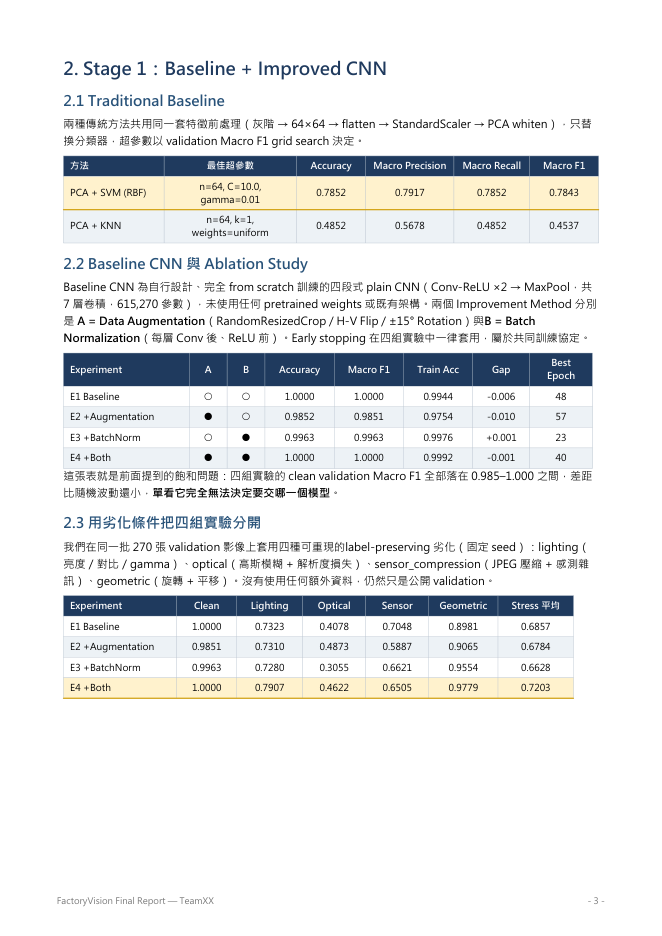 2. Stage 1：Baseline + Improved CNN
2.1 Traditional Baseline
兩種傳統方法共用同一套特徵前處理（灰階 → 64×64 → flatten → StandardScaler → PCA whiten），只替
換分類器，超參數以 validation Macro F1 grid search 決定。
方法 最佳超參數 Accuracy Macro Precision Macro Recall Macro F1
PCA + SVM (RBF) n=64, C=10.0, gamma=0.01 0.7852 0.7917 0.7852 0.7843
PCA + KNN n=64, k=1, weights=uniform 0.4852 0.5678 0.4852 0.4537
2.2 Baseline CNN 與 Ablation Study
Baseline CNN 為自行設計、完全 from scratch 訓練的四段式 plain CNN（Conv-ReLU ×2 → MaxPool，共
7 層卷積，615,270 參數），未使用任何 pretrained weights 或既有架構。兩個 Improvement Method 分別
是 A = Data Augmentation（RandomResizedCrop / H-V Flip / ±15° Rotation）與B = Batch
Normalization（每層 Conv 後、ReLU 前）。Early stopping 在四組實驗中一律套用，屬於共同訓練協定。
Experiment A B Accuracy Macro F1 Train Acc Gap Best Epoch
E1 Baseline ○ ○ 1.0000 1.0000 0.9944 -0.006 48
E2 +Augmentation ● ○ 0.9852 0.9851 0.9754 -0.010 57
E3 +BatchNorm ○ ● 0.9963 0.9963 0.9976 +0.001 23
E4 +Both ● ● 1.0000 1.0000 0.9992 -0.001 40
這張表就是前面提到的飽和問題：四組實驗的 clean validation Macro F1 全部落在 0.985–1.000 之間，差距
比隨機波動還小，單看它完全無法決定要交哪一個模型。
2.3 用劣化條件把四組實驗分開
我們在同一批 270 張 validation 影像上套用四種可重現的label-preserving 劣化（固定 seed）：lighting（
亮度 / 對比 / gamma）、optical（高斯模糊 + 解析度損失）、sensor_compression（JPEG 壓縮 + 感測雜
訊）、geometric（旋轉 + 平移）。沒有使用任何額外資料，仍然只是公開 validation。
Experiment Clean Lighting Optical Sensor Geometric Stress 平均
E1 Baseline 1.0000 0.7323 0.4078 0.7048 0.8981 0.6857
E2 +Augmentation 0.9851 0.7310 0.4873 0.5887 0.9065 0.6784
E3 +BatchNorm 0.9963 0.7280 0.3055 0.6621 0.9554 0.6628
E4 +Both 1.0000 0.7907 0.4622 0.6505 0.9779 0.7203
FactoryVision Final Report — TeamXX
- 3 -